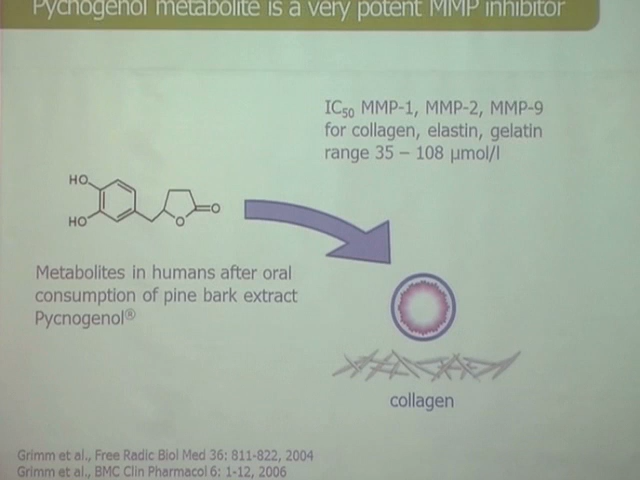 Pycnogenol metabolite is a very potent MMP inhibitor
IC50 MMP-1, MMP-2, MMP-9
for collagen, elastin, gelatin
range 35 – 108 µmol/l
HO
HO
O
O
Metabolites in humans after oral
consumption of pine bark extract
Pycnogenol®
collagen
Grimm et al., Free Radic Biol Med 36: 811-822, 2004
Grimm et al., BMC Clin Pharmacol 6: 1-12, 2006